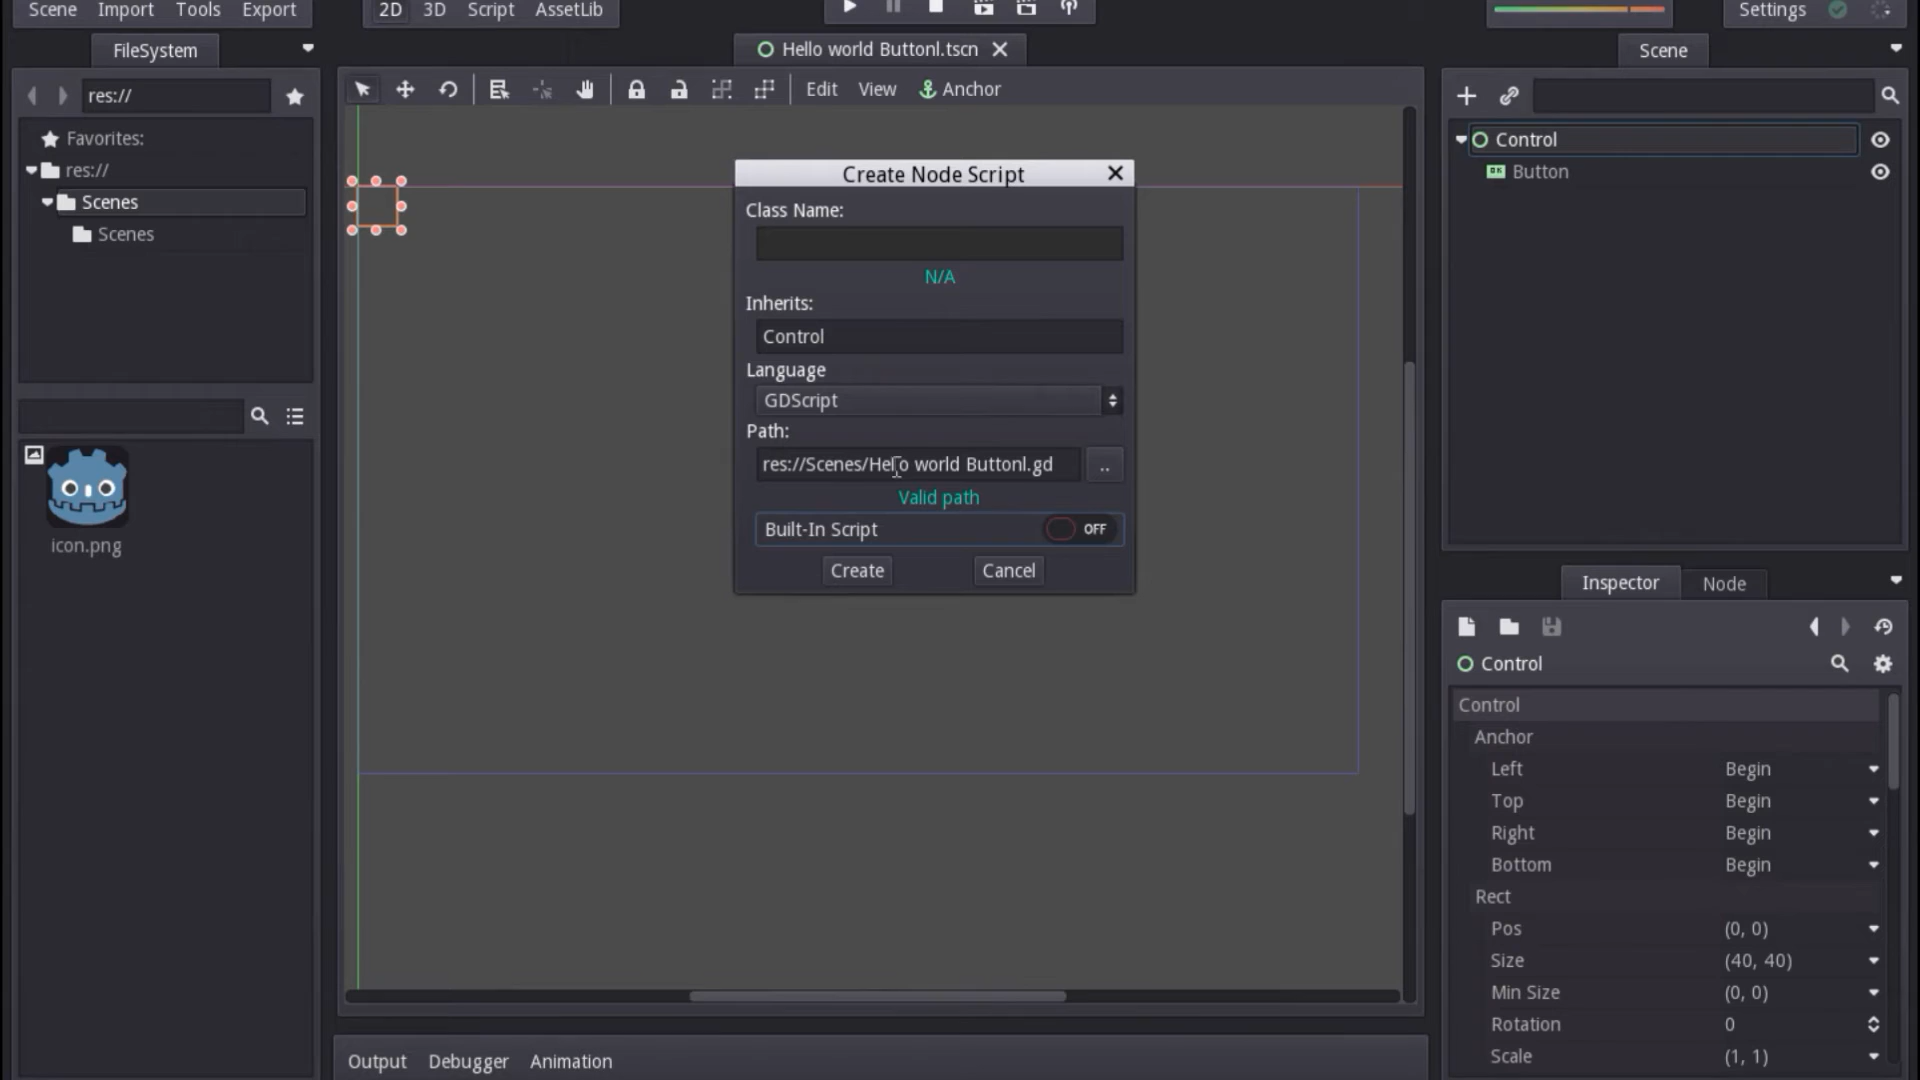 Scene Import Tools Export
2D 3D Script AssetLib
Settings
FileSystem
Hello world Buttonl.tscn
Scene
res://
Edit View Anchor
Favorites:
res://
Scenes
Scenes
icon.png
Create Node Script
Class Name:
N/A
Inherits:
Control
Language
GDScript
Path:
res://Scenes/Hello world Buttonl.gd ..
Valid path
Built-In Script OFF
Create Cancel
Control
OK Button
Inspector Node
Control
Control
Anchor
Left Begin
Top Begin
Right Begin
Bottom Begin
Rect
Pos (0, 0)
Size (40, 40)
Min Size (0, 0)
Rotation 0
Scale (1, 1)
Output Debugger Animation